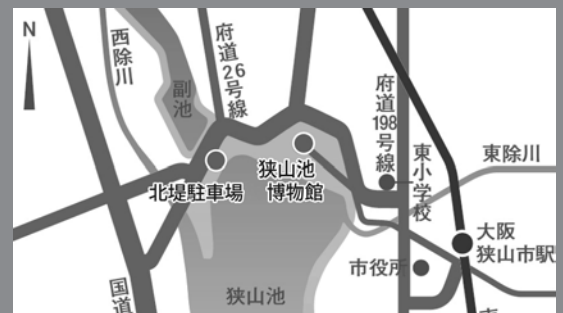 N
西除川
副池
府道26号線
府道198号線
東小学校
東除川
狭山池
博物館
北堤駐車場
大阪
狭山市駅
市役所
国道
狭山池